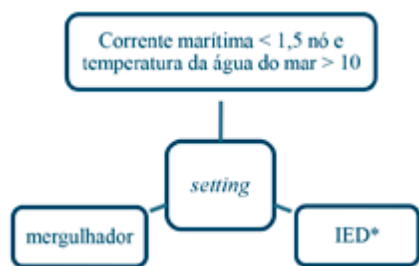 Corrente marítima < 1,5 nó e
temperatura da água do mar > 10
setting
mergulhador
IED*